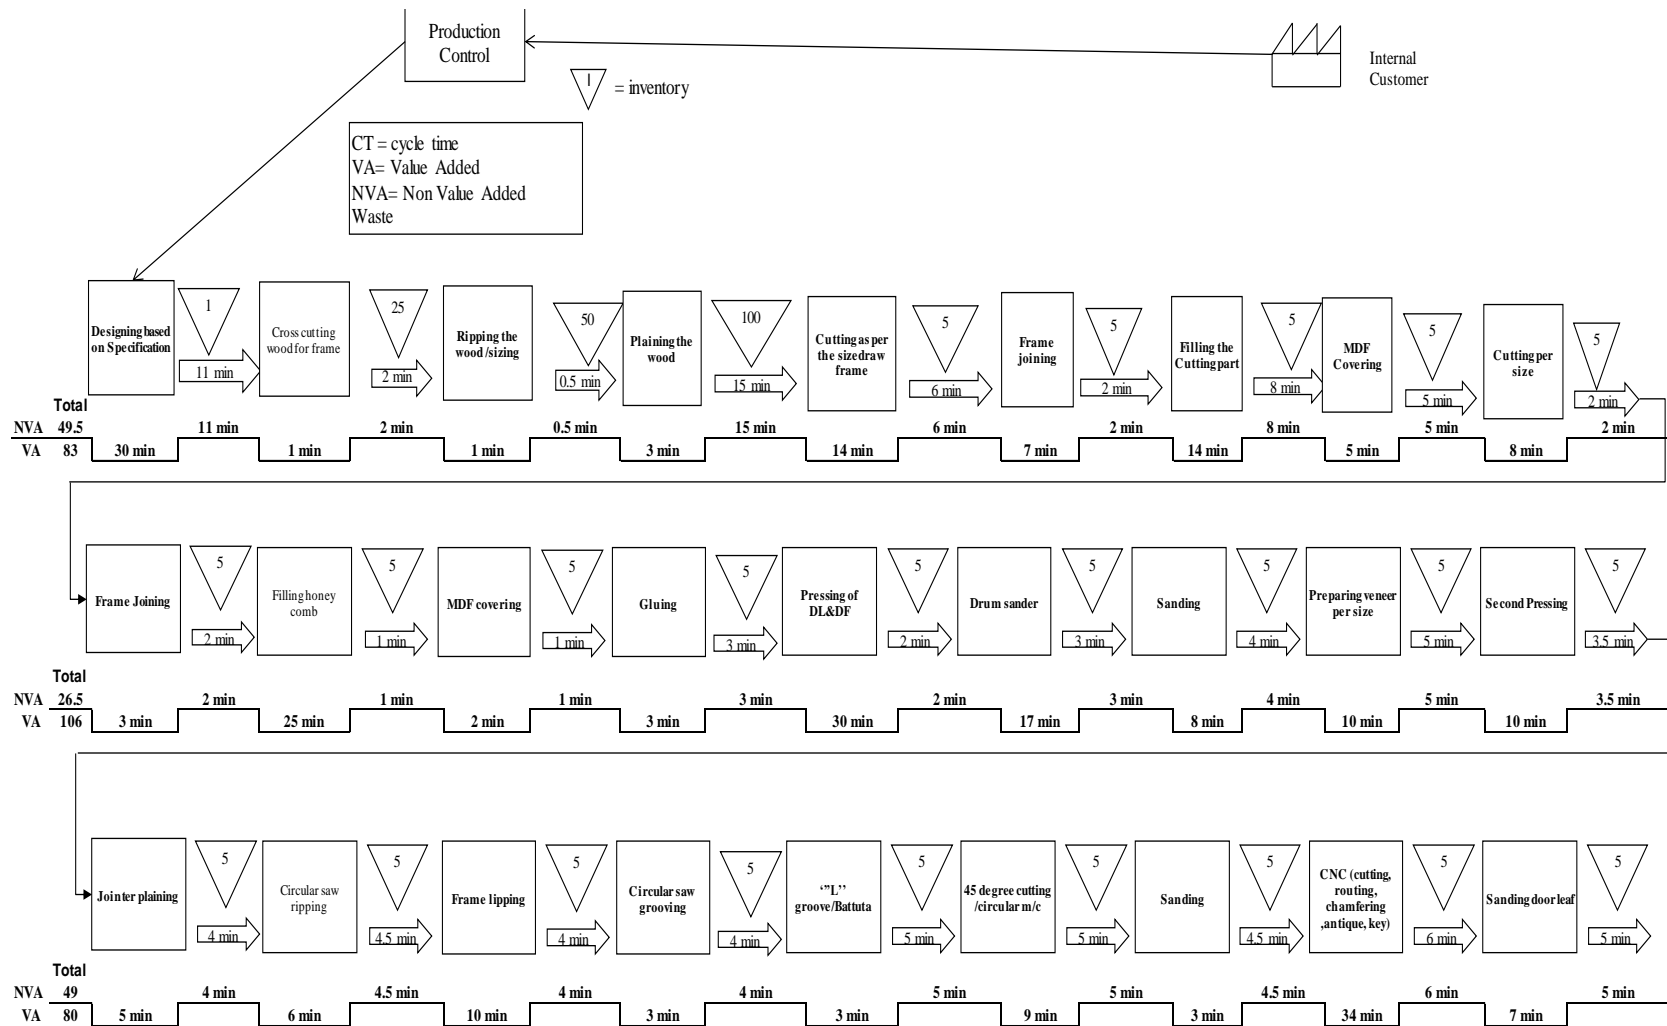 Production
Control
Internal
Customer
I
= inventory
CT = cycle time
VA= Value Added
NVA= Non Value Added
Waste
Designing based
on Specification
1
11 min
Cross cutting
wood for frame
25
2 min
Ripping the
wood /sizing
50
0.5 min
Plaining the
wood
100
15 min
Cutting as per
the sizedraw
frame
5
6 min
Frame
joining
5
2 min
Filling the
Cutting part
5
8 min
MDF
Covering
5
5 min
Cutting per
size
5
2 min
Total
NVA 49.5 11 min 2 min 0.5 min 15 min 6 min 2 min 8 min 5 min 2 min
VA 83 30 min 1 min 1 min 3 min 14 min 7 min 14 min 5 min 8 min
Frame Joining
5
2 min
Filling honey
comb
5
1 min
MDF covering
5
1 min
Gluing
5
3 min
Pressing of
DL&DF
5
2 min
Drum sander
5
3 min
Sanding
5
4 min
Preparing veneer
per size
5
5 min
Second Pressing
5
3.5 min
Total
NVA 26.5 2 min 1 min 1 min 3 min 2 min 3 min 4 min 5 min 3.5 min
VA 106 3 min 25 min 2 min 3 min 30 min 17 min 8 min 10 min 10 min
Jointer plaining
5
4 min
Circular saw
ripping
5
4.5 min
Frame lipping
5
4 min
Circular saw
grooving
5
4 min
‘”L’’
groove/Battuta
5
5 min
45 degree cutting
/circular m/c
5
5 min
Sanding
5
4.5 min
CNC (cutting,
routing,
chamfering
,antique, key)
5
6 min
Sanding door leaf
5
5 min
Total
NVA 49 4 min 4.5 min 4 min 4 min 5 min 5 min 4.5 min 6 min 5 min
VA 80 5 min 6 min 10 min 3 min 3 min 9 min 3 min 34 min 7 min